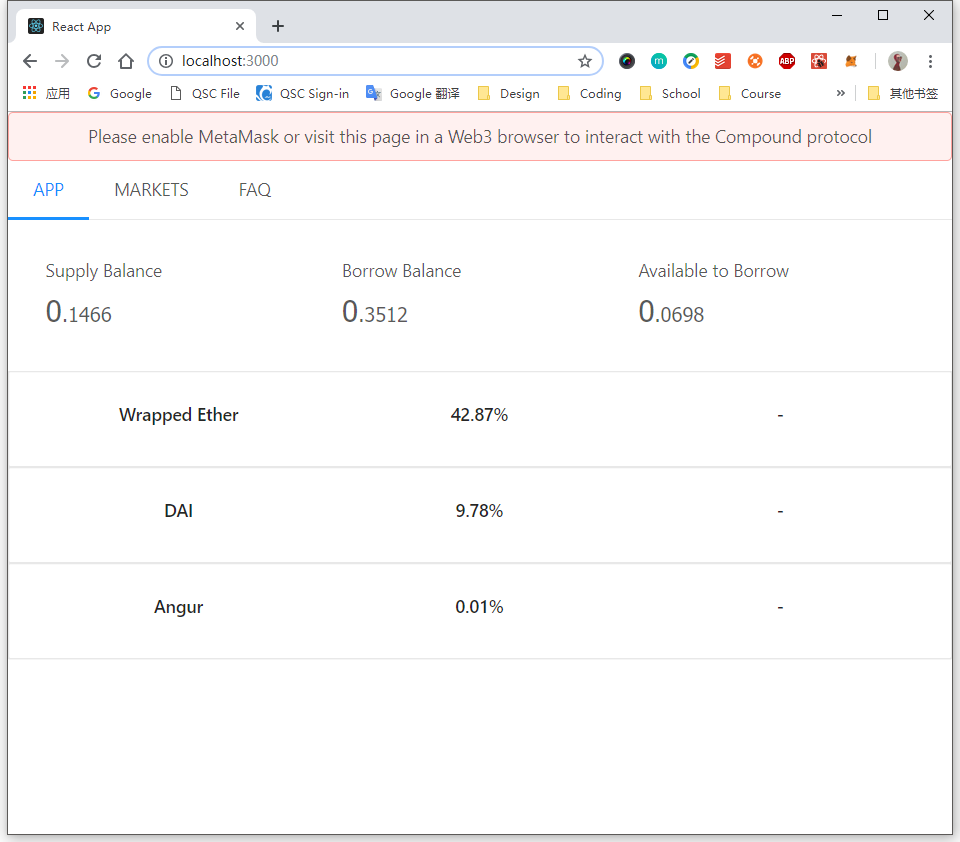 React App
localhost:3000
m
ABP
应用 Google QSC File QSC Sign-in Google 翻译 Design Coding School Course » 其他书签
Please enable MetaMask or visit this page in a Web3 browser to interact with the Compound protocol
APP MARKETS FAQ
Supply Balance Borrow Balance Available to Borrow
0.1466 0.3512 0.0698
Wrapped Ether 42.87% -
DAI 9.78% -
Angur 0.01% -